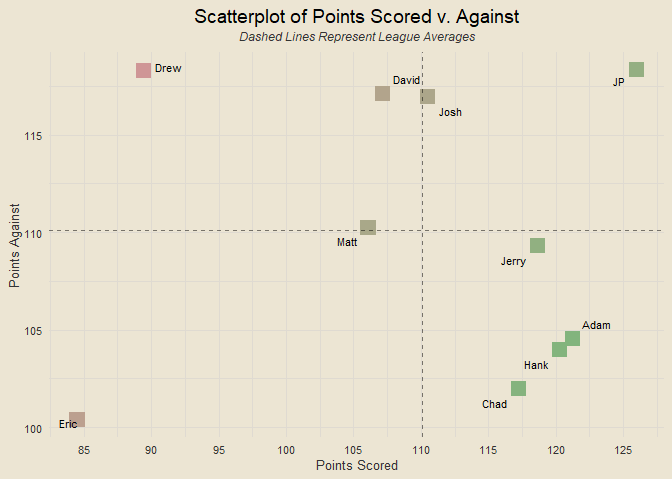 Scatterplot of Points Scored v. Against
Dashed Lines Represent League Averages
Drew
David
Josh
JP
Matt
Jerry
Adam
Hank
Chad
Eric
Points Against
115
110
105
100
85
90
95
100
105
110
115
120
125
Points Scored